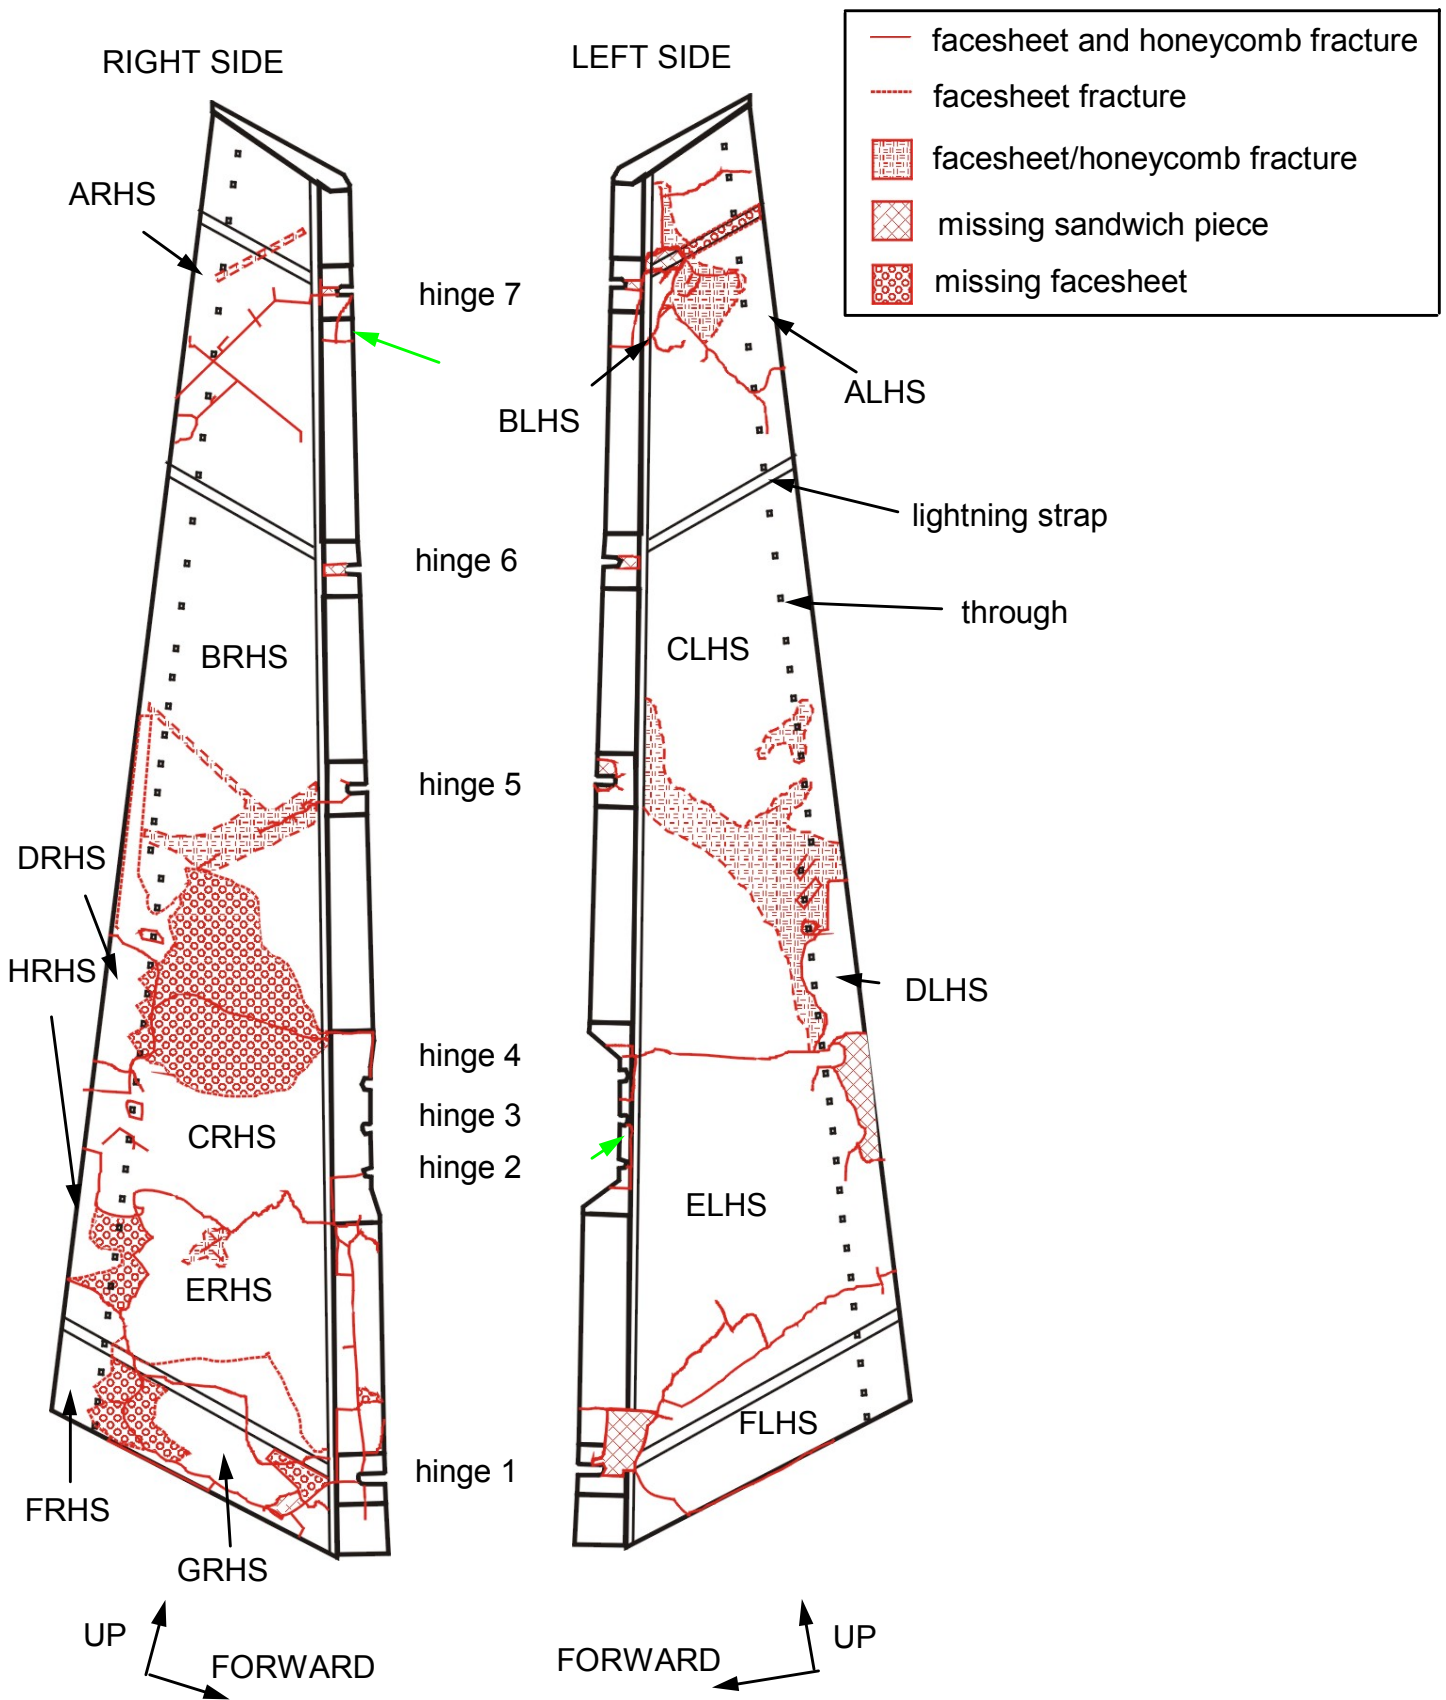 RIGHT SIDE
LEFT SIDE
facesheet and honeycomb fracture
facesheet fracture
facesheet/honeycomb fracture
missing sandwich piece
missing facesheet
ARHS
hinge 7
BLHS
ALHS
lightning strap
hinge 6
through
BRHS
CLHS
hinge 5
DRHS
HRHS
DLHS
hinge 4
hinge 3
CRHS
hinge 2
ELHS
ERHS
FLHS
hinge 1
FRHS
GRHS
UP
FORWARD
FORWARD
UP